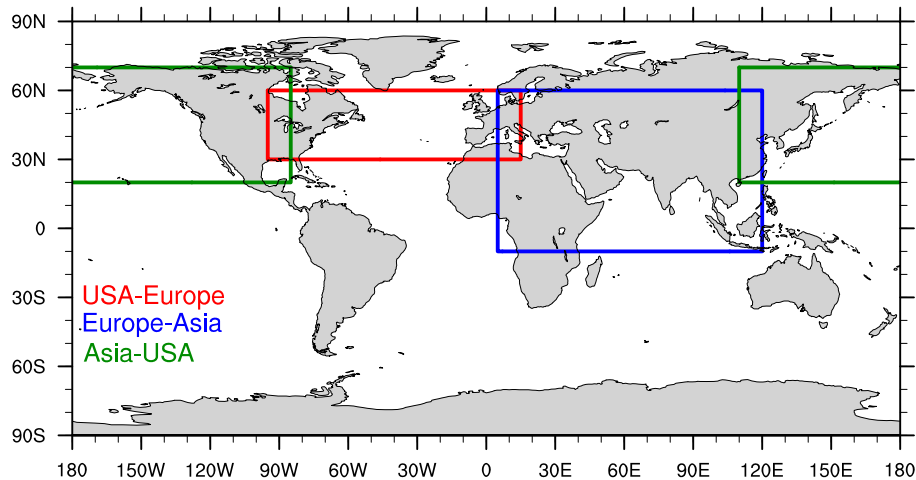 90N
60N
30N
0
30S
60S
90S
USA-Europe
Europe-Asia
Asia-USA
180 150W 120W 90W 60W 30W 0 30E 60E 90E 120E 150E 180